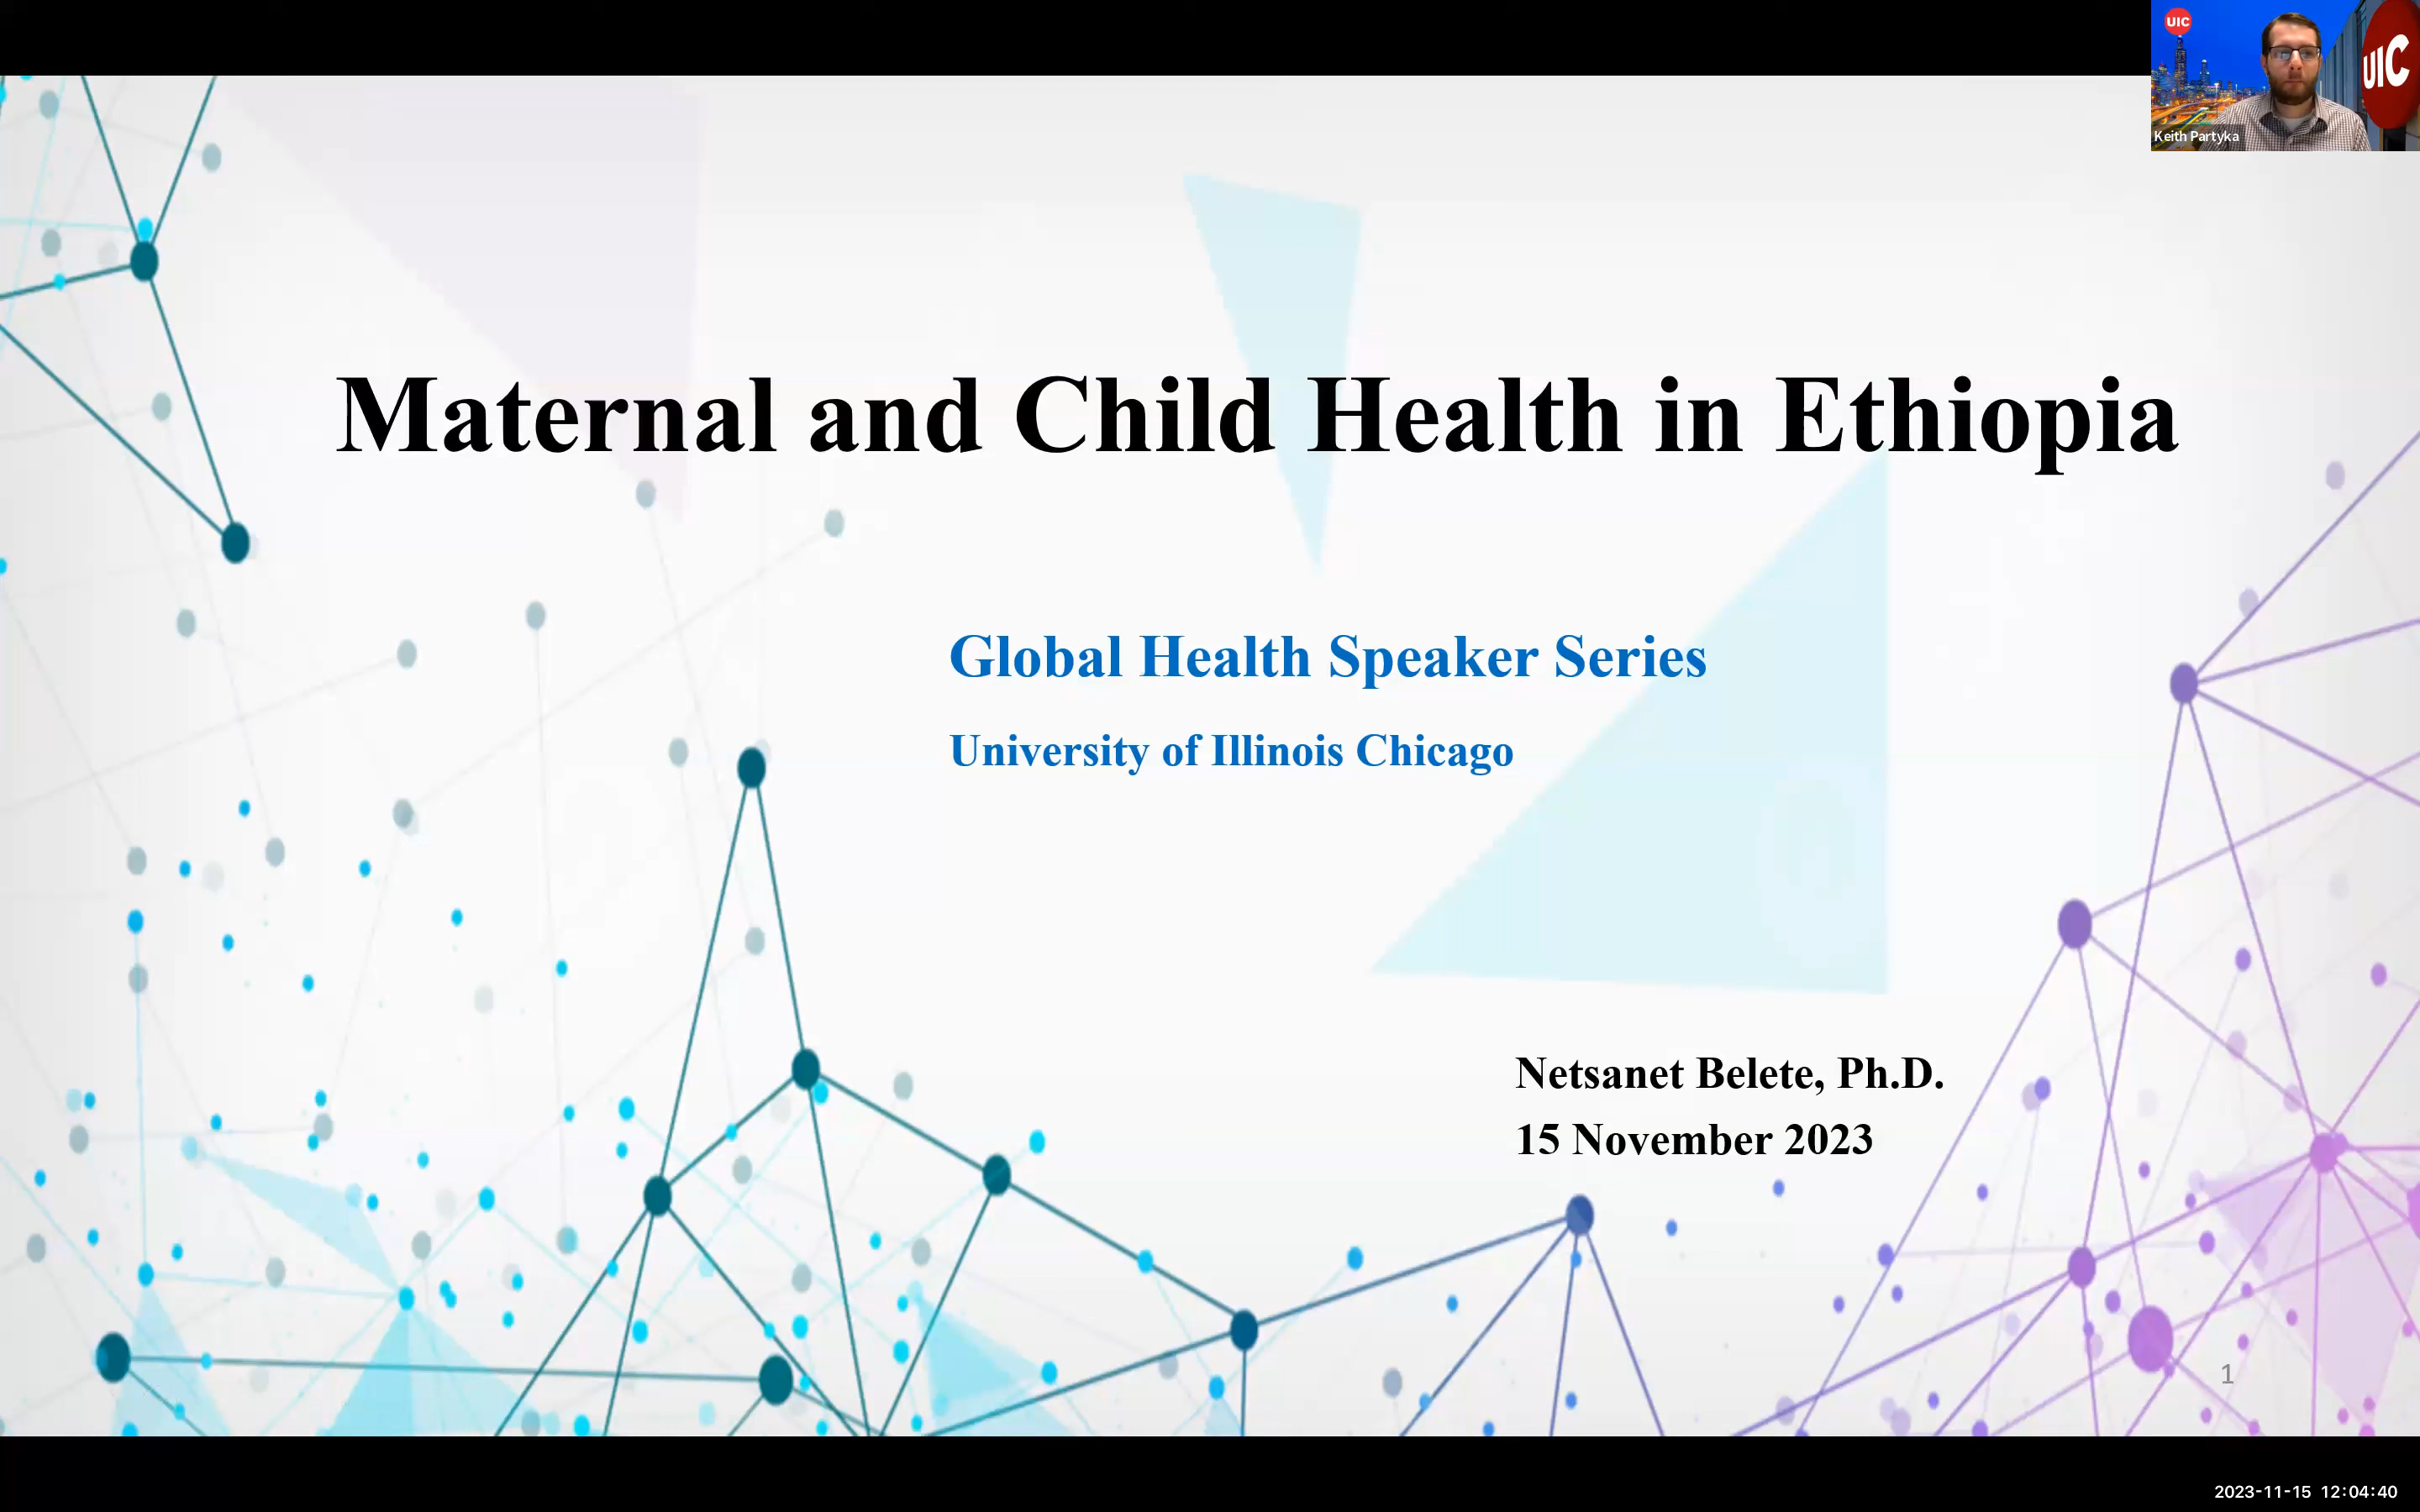 UIC
UIC
Keith Partyka
Maternal and Child Health in Ethiopia
Global Health Speaker Series
University of Illinois Chicago
Netsanet Belete, Ph.D.
15 November 2023
1
2023-11-15 12:04:40